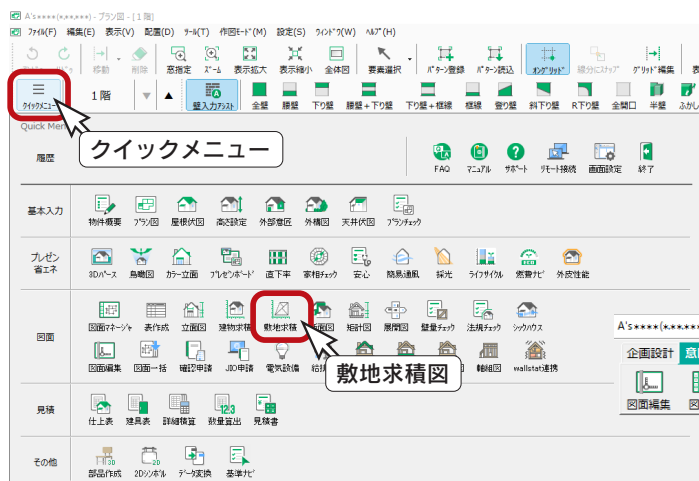 A's∗∗∗∗(∗,∗∗,∗∗∗) - プラン図 - [1 階]
ファイル(F) 編集(E) 表示(V) 配置(D) ツール(T) 作図モード(M) 設定(S) ウィンドウ(W) ヘルプ(H)
移動 削除 窓指定 ズーム 表示拡大 表示縮小 全体図 要素選択 パターン登録 パターン読込 オングリッド 線分にスナップ グリッド編集 表
クイックメニュー 1階 壁入力アシスト 全壁 腰壁 下り壁 腰壁+下り壁 下り壁+框線 框線 登り壁 斜下り壁 R下り壁 全開口 半壁 ふかし
Quick Men
クイックメニュー
履歴
FAQ マニュアル サポート リモート接続 画面設定 終了
基本入力
物件概要 プラン図 屋根伏図 高さ設定 外部意匠 外構図 天井伏図 プランチェック
プレゼン
省エネ
3Dパース 鳥瞰図 カラー立面 プレゼンボード 直下率 家相チェック 安心 簡易通風 採光 ライフサイクル 燃費ナビ 外皮性能
図面
図面マネージャ 表作成 立面図 建物求積 敷地求積 断面図 矩計図 展開図 壁量チェック 法規チェック シックハウス
図面編集 図面一括 確認申請 JIO申請 電気設備 給排 軸組図 wallstat連携
敷地求積図
A's∗∗∗∗(∗,∗∗,∗∗∗
企画設計 意
図面編集 図
見積
仕上表 建具表 詳細積算 数量算出 見積書
その他
部品作成 2Dシンボル データ変換 基準ナビ